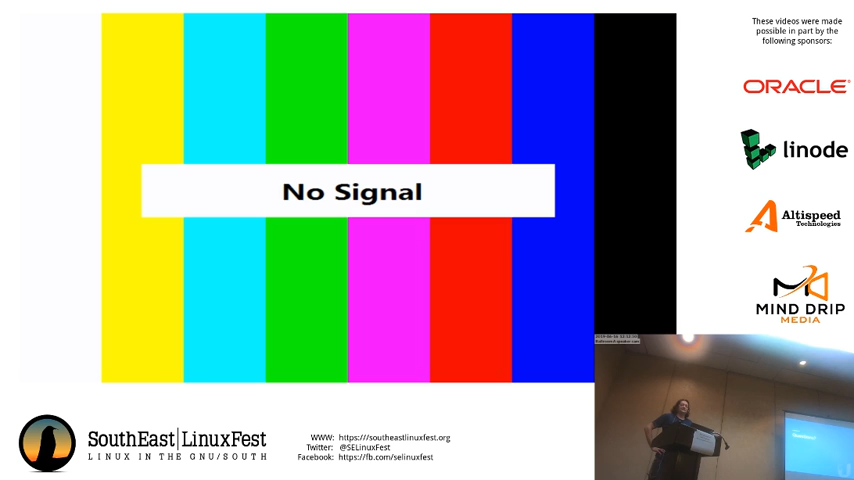 These videos were made
possible in part by the
following sponsors:
ORACLE
linode
Altispeed
Technologies
MIND DRIP
MEDIA
No Signal
SouthEast|LinuxFest
LINUX IN THE GNU/SOUTH
WWW: https:///southeastlinuxfest.org
Twitter: @SELinuxFest
Facebook: https://fb.com/selinuxfest